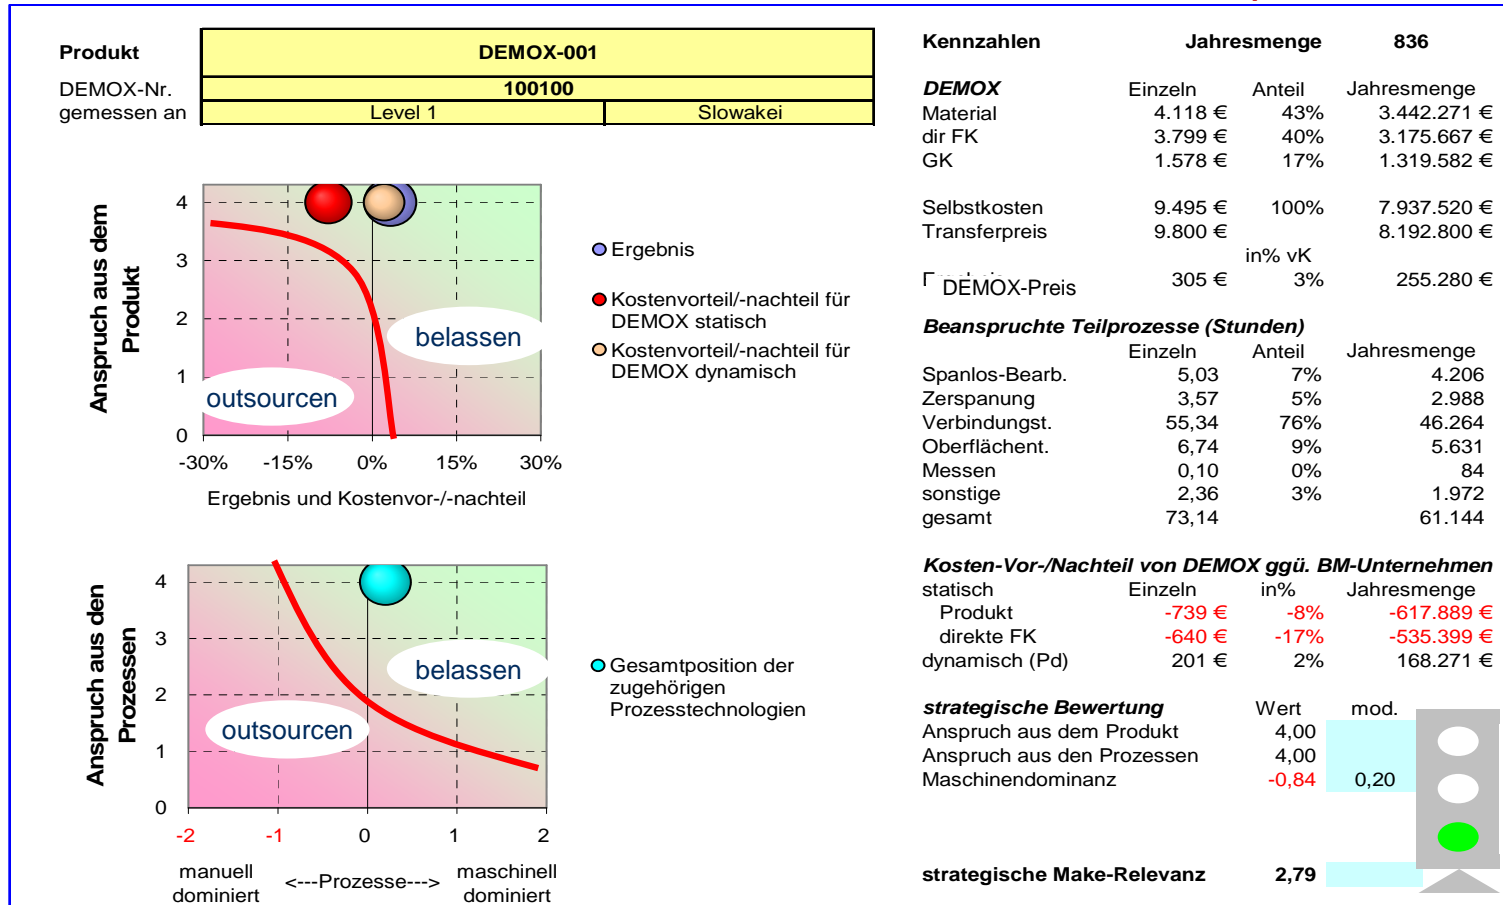 Produkt DEMOX-001
DEMOX-Nr. 100100
gemessen an Level 1 Slowakei
Anspruch aus dem Produkt
4
3
2
1
0
-30% -15% 0% 15% 30%
Ergebnis und Kostenvor-/-nachteil
belassen
outsourcen
Ergebnis
Kostenvorteil/-nachteil für
DEMOX statisch
Kostenvorteil/-nachteil für
DEMOX dynamisch
Anspruch aus den Prozessen
4
3
2
1
0
-2 -1 0 1 2
belassen
outsourcen
manuell dominiert <---Prozesse---> maschinell dominiert
Gesamtposition der
zugehörigen
Prozesstechnologien
Kennzahlen Jahresmenge 836
DEMOX Einzeln Anteil Jahresmenge
Material 4.118 € 43% 3.442.271 €
dir FK 3.799 € 40% 3.175.667 €
GK 1.578 € 17% 1.319.582 €
Selbstkosten 9.495 € 100% 7.937.520 €
Transferpreis 9.800 € 8.192.800 €
in% vK
DEMOX-Preis 305 € 3% 255.280 €
Beanspruchte Teilprozesse (Stunden)
Einzeln Anteil Jahresmenge
Spanlos-Bearb. 5,03 7% 4.206
Zerspanung 3,57 5% 2.988
Verbindungst. 55,34 76% 46.264
Oberflächent. 6,74 9% 5.631
Messen 0,10 0% 84
sonstige 2,36 3% 1.972
gesamt 73,14 61.144
Kosten-Vor-/Nachteil von DEMOX ggü. BM-Unternehmen
statisch Einzeln in% Jahresmenge
Produkt -739 € -8% -617.889 €
direkte FK -640 € -17% -535.399 €
dynamisch (Pd) 201 € 2% 168.271 €
strategische Bewertung Wert mod.
Anspruch aus dem Produkt 4,00
Anspruch aus den Prozessen 4,00
Maschinendominanz -0,84 0,20
strategische Make-Relevanz 2,79